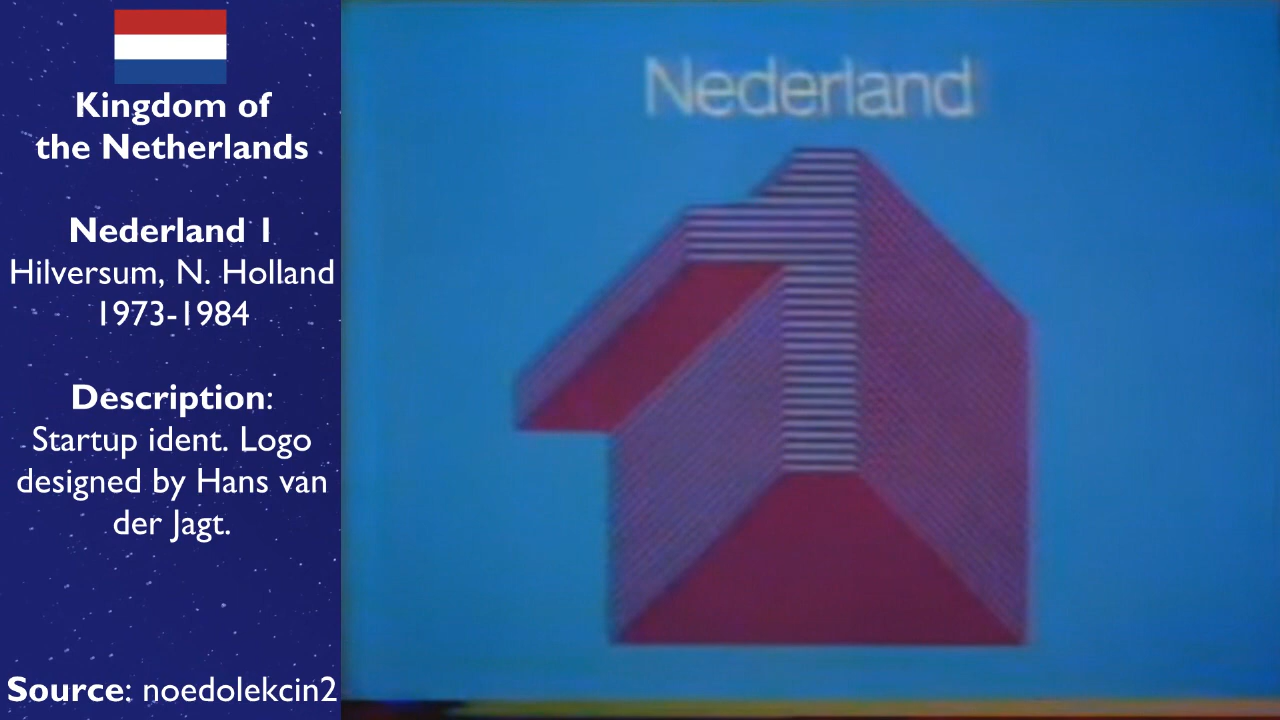 Kingdom of
the Netherlands
Nederland 1
Hilversum, N. Holland
1973-1984
Description:
Startup ident. Logo
designed by Hans van
der Jagt.
Source: noedolekcin2
Nederland